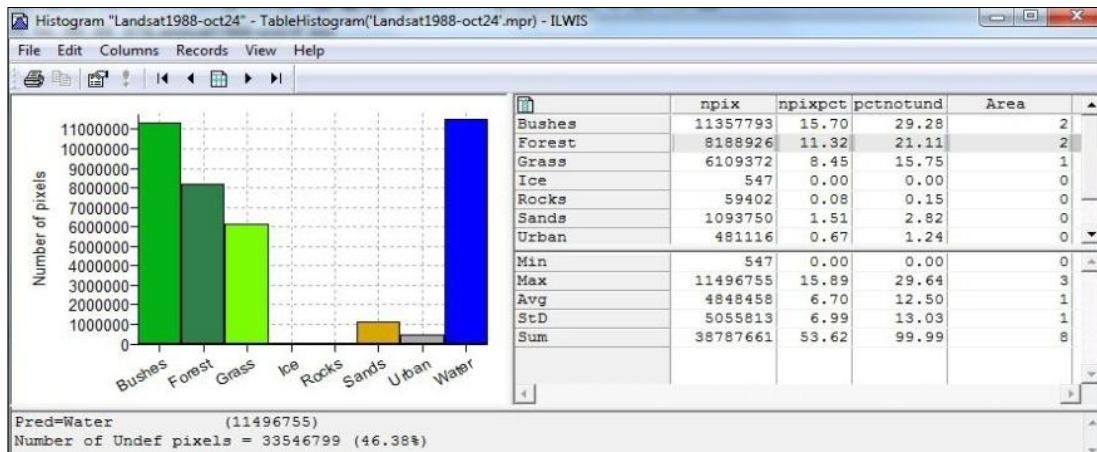 Histogram "Landsat1988-oct24" - TableHistogram('Landsat1988-oct24'.mpr) - ILWIS
File Edit Columns Records View Help
Number of pixels
11000000
10000000
9000000
8000000
7000000
6000000
5000000
4000000
3000000
2000000
1000000
0
Bushes Forest Grass Ice Rocks Sands Urban Water
npix npixpct pctnotund Area
Bushes 11357793 15.70 29.28 2
Forest 8188926 11.32 21.11 2
Grass 6109372 8.45 15.75 1
Ice 547 0.00 0.00 0
Rocks 59402 0.08 0.15 0
Sands 1093750 1.51 2.82 0
Urban 481116 0.67 1.24 0
Min 547 0.00 0.00 0
Max 11496755 15.89 29.64 3
Avg 4848458 6.70 12.50 1
StD 5055813 6.99 13.03 1
Sum 38787661 53.62 99.99 8
Pred=Water (11496755)
Number of Undef pixels = 33546799 (46.38%)